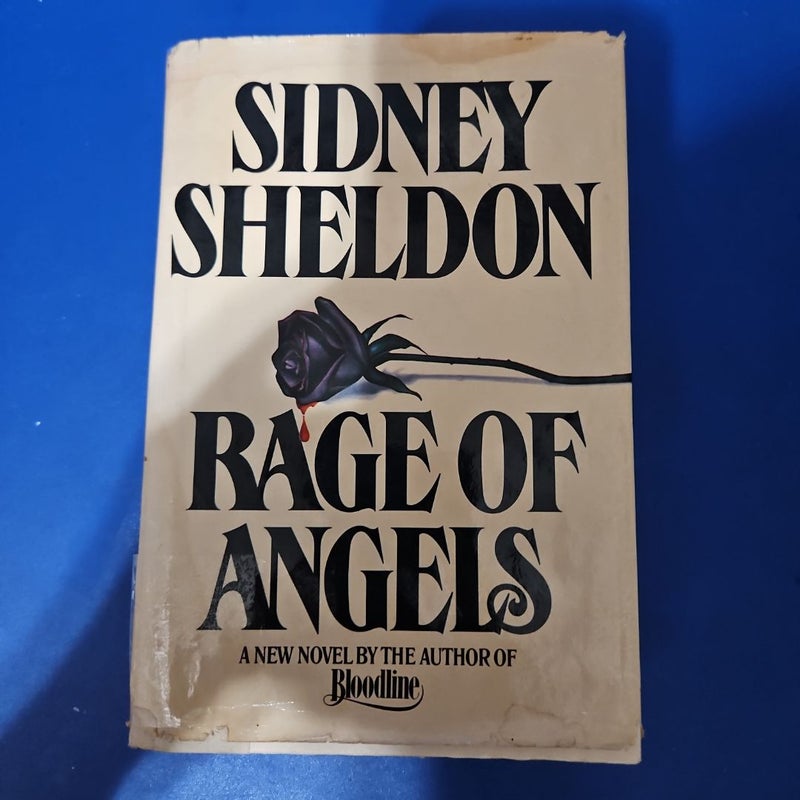 SIDNEY
SHELDON
RAGE OF
ANGELS
A NEW NOVEL BY THE AUTHOR OF
Bloodline